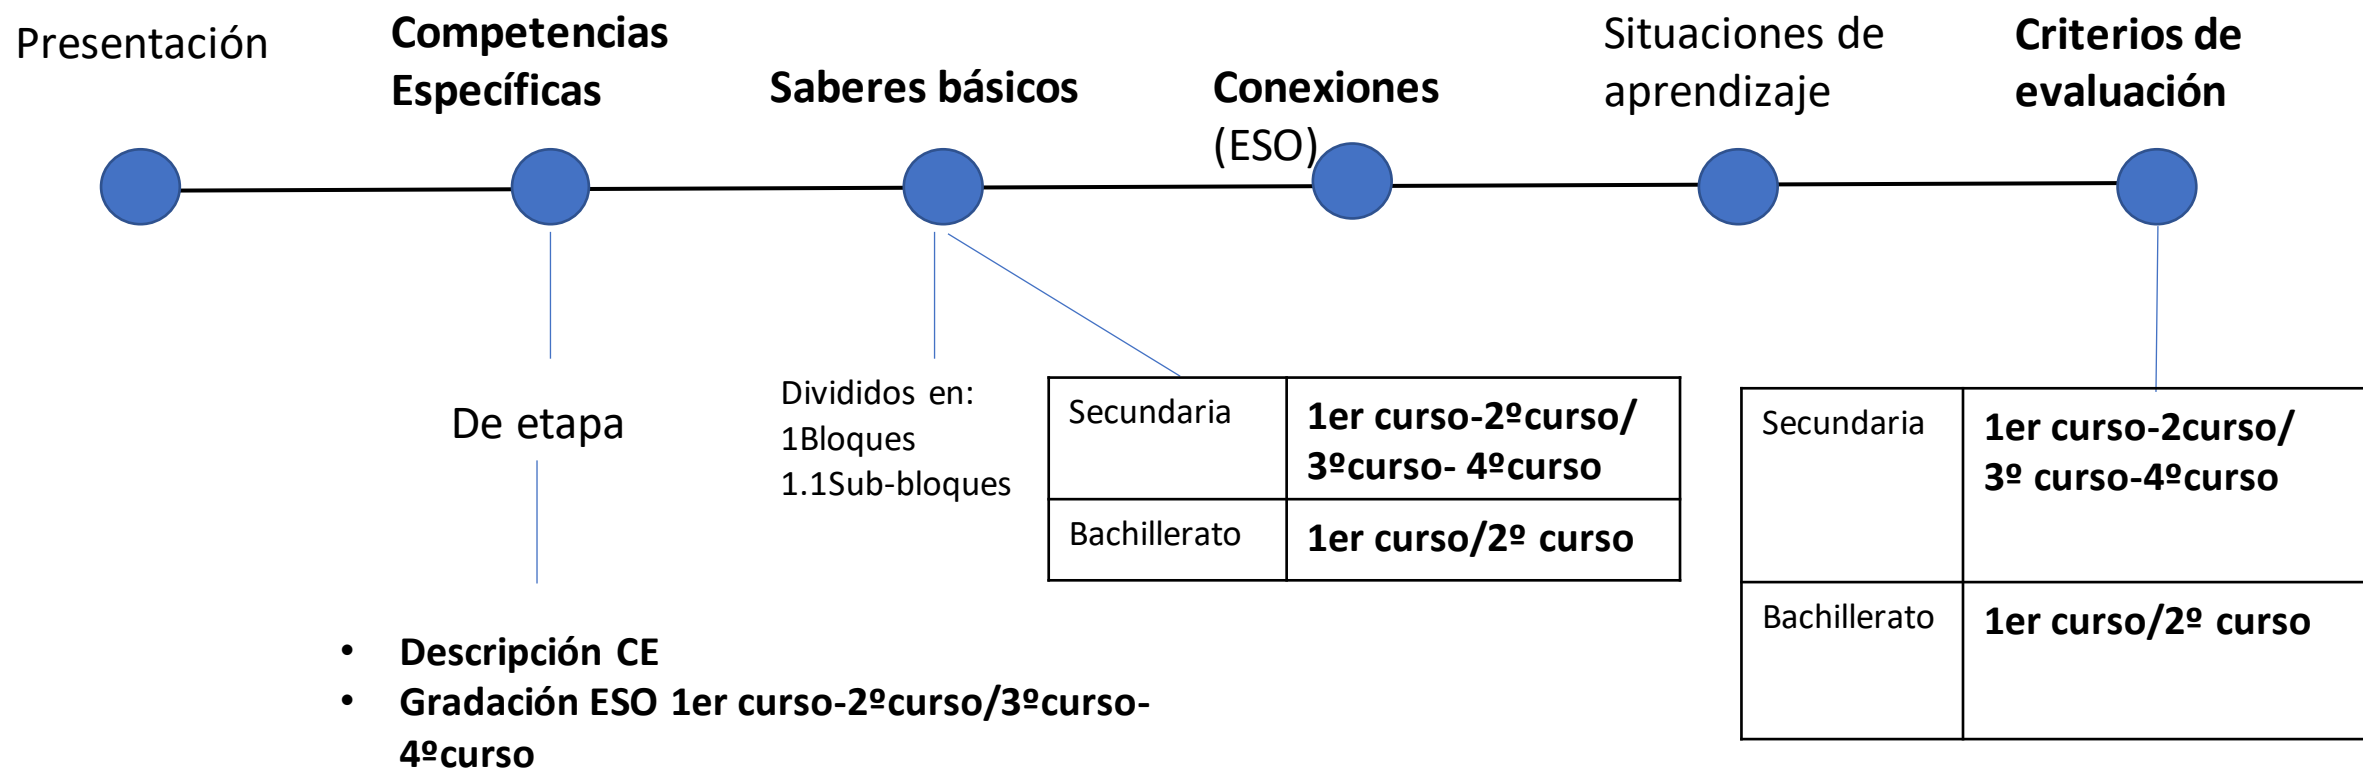 Presentación
Competencias
Específicas
Saberes básicos
Conexiones
(ESO)
Situaciones de
aprendizaje
Criterios de
evaluación
De etapa
• Descripción CE
• Gradación ESO 1er curso-2ºcurso/3ºcurso-
4ºcurso
Divididos en:
1Bloques
1.1Sub-bloques
Secundaria
1er curso-2ºcurso/
3ºcurso- 4ºcurso
Bachillerato
1er curso/2º curso
Secundaria
1er curso-2curso/
3º curso-4ºcurso
Bachillerato
1er curso/2º curso